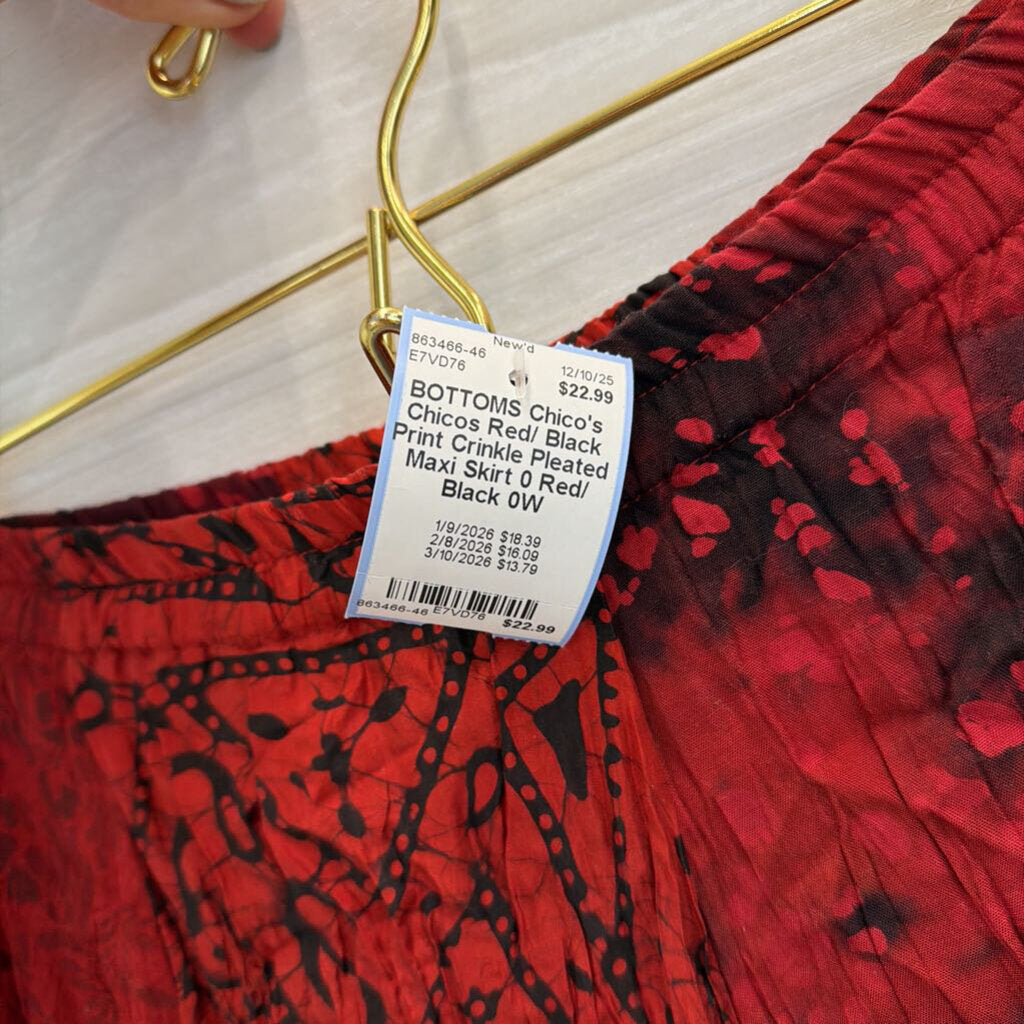 863466-46 New'd
E7VD76 12/10/25
$22.99
BOTTOMS Chico's
Chicos Red/ Black
Print Crinkle Pleated
Maxi Skirt 0 Red/
Black 0W
1/9/2026 $18.39
2/8/2026 $16.09
3/10/2026 $13.79
863466-46 E7VD76 $22.99